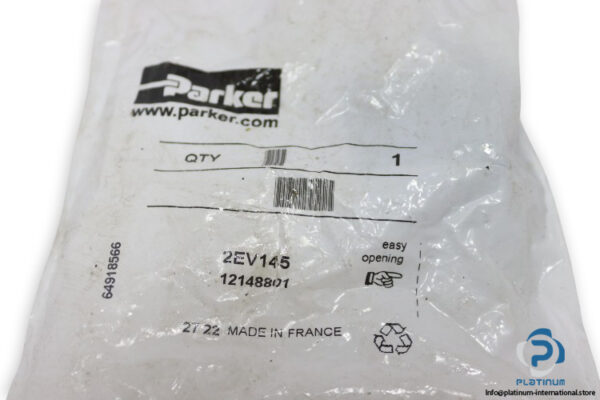 Parker
www.parker.com
QTY 1
2EV145
12148801
easy
opening
64918566
27 22 MADE IN FRANCE
PLATINUM
info@platinum-international.store